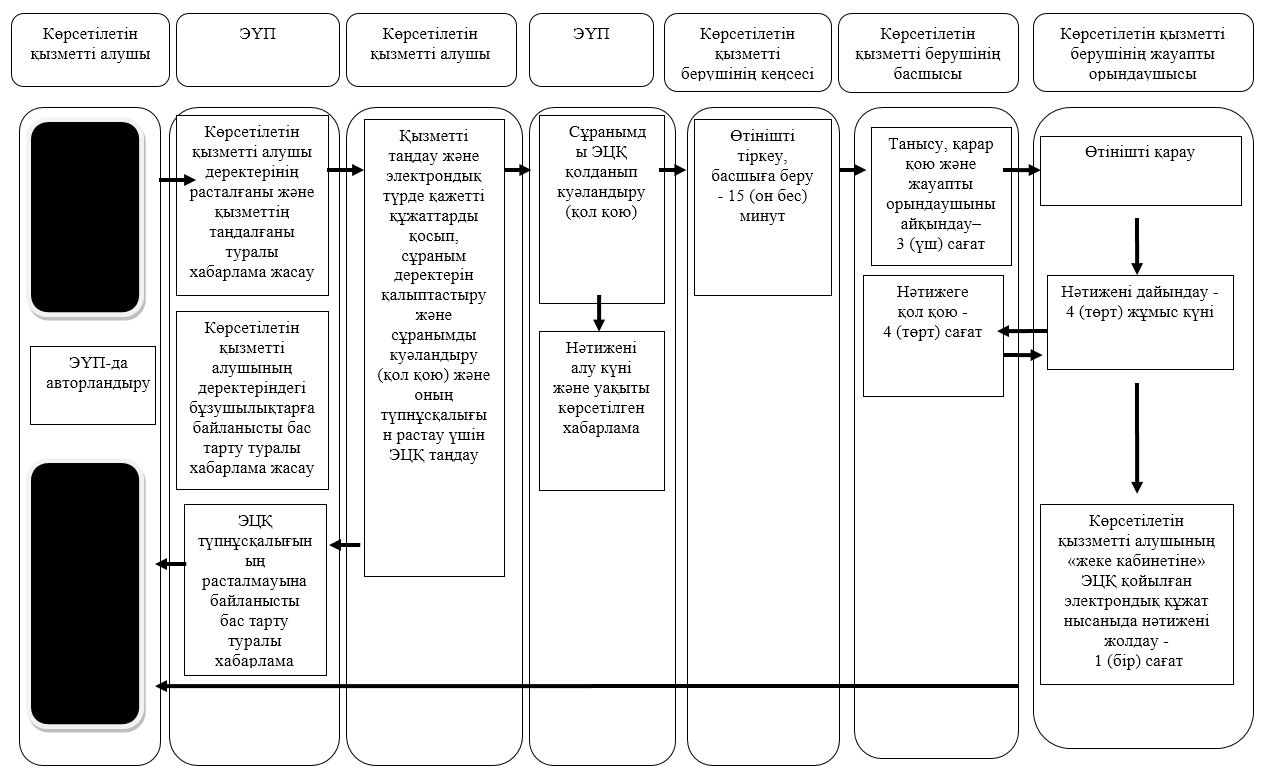 Көрсетілетін
қызметті алушы
ЭҮП
Көрсетілетін
қызметті алушы
ЭҮП
Көрсетілетін
қызметті
берушінің кеңсесі
Көрсетілетін
қызметті берушінің
басшысы
Көрсетілетін қызметті
берушінің жауапты
орындаушысы
ЭҮП-да
авторландыру
Көрсетілетін
қызметті алушы
деректерінің
расталғаны және
қызметтің
таңдалғаны
туралы
хабарлама жасау
Көрсетілетін
қызметті
алушының
деректеріндегі
бұзушылықтарға
байланысты бас
тарту туралы
хабарлама жасау
ЭЦҚ
түпнұсқалығын
ың
расталмауына
байланысты
бас тарту
туралы
хабарлама
Қызметті
таңдау және
электрондық
түрде қажетті
құжаттарды
қосып,
сұраным
деректерін
қалыптастыру
және
сұранымды
куәландыру
(қол қою) және
оның
түпнұсқалығы
н растау үшін
ЭЦҚ таңдау
Сұранымд
ы ЭЦҚ
қолданып
куәландыру
(қол қою)
Нәтижені
алу күні
және уақыты
көрсетілген
хабарлама
Өтінішті
тіркеу,
басшыға беру
- 15 (он бес)
минут
Танысу, қарар
қою және
жауапты
орындаушыны
айқындау–
3 (үш) сағат
Нәтижеге
қол қою -
4 (төрт) сағат
Өтінішті қарау
Нәтижені дайындау -
4 (төрт) жұмыс күні
Көрсетілетін
қыззметті алушының
«жеке кабинетіне»
ЭЦҚ қойылған
электрондық құжат
нысаныда нәтижені
жолдау -
1 (бір) сағат